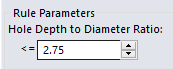 Rule Parameters
Hole Depth to Diameter Ratio:
<= 2.75